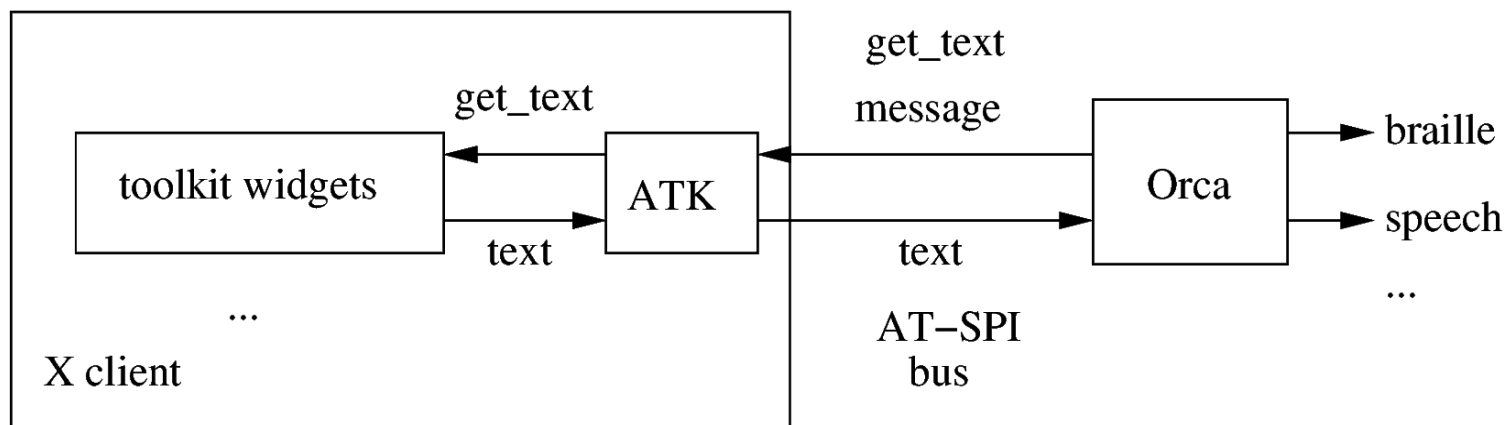 get_text
message
get_text
braille
toolkit widgets
ATK
Orca
speech
text
text
...
...
AT−SPI
bus
X client